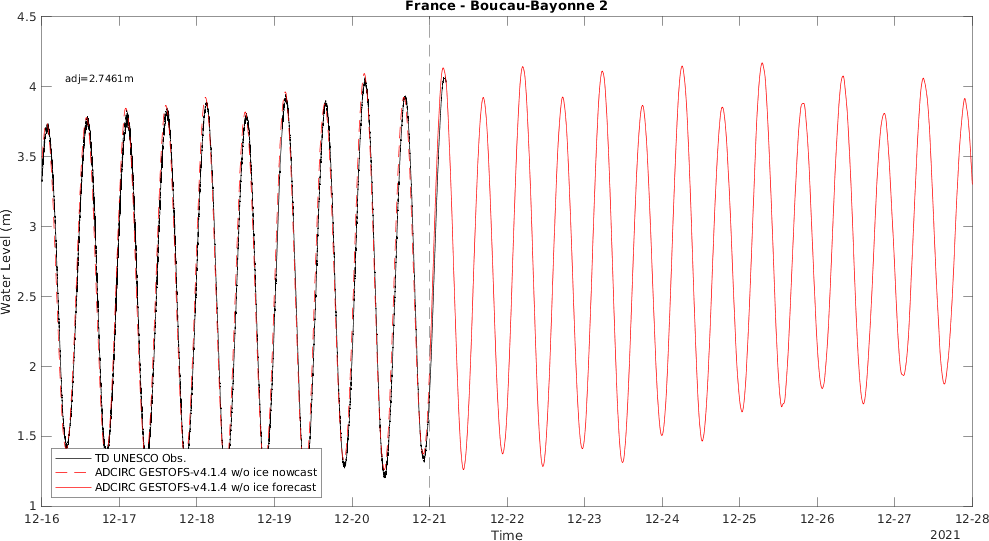 France - Boucau-Bayonne 2
adj=2.7461m
Water Level (m)
4.5
4
3.5
3
2.5
2
1.5
1
TD UNESCO Obs.
ADCIRC GESTOFS-v4.1.4 w/o ice nowcast
ADCIRC GESTOFS-v4.1.4 w/o ice forecast
12-16 12-17 12-18 12-19 12-20 12-21 12-22 12-23 12-24 12-25 12-26 12-27 12-28
Time
2021